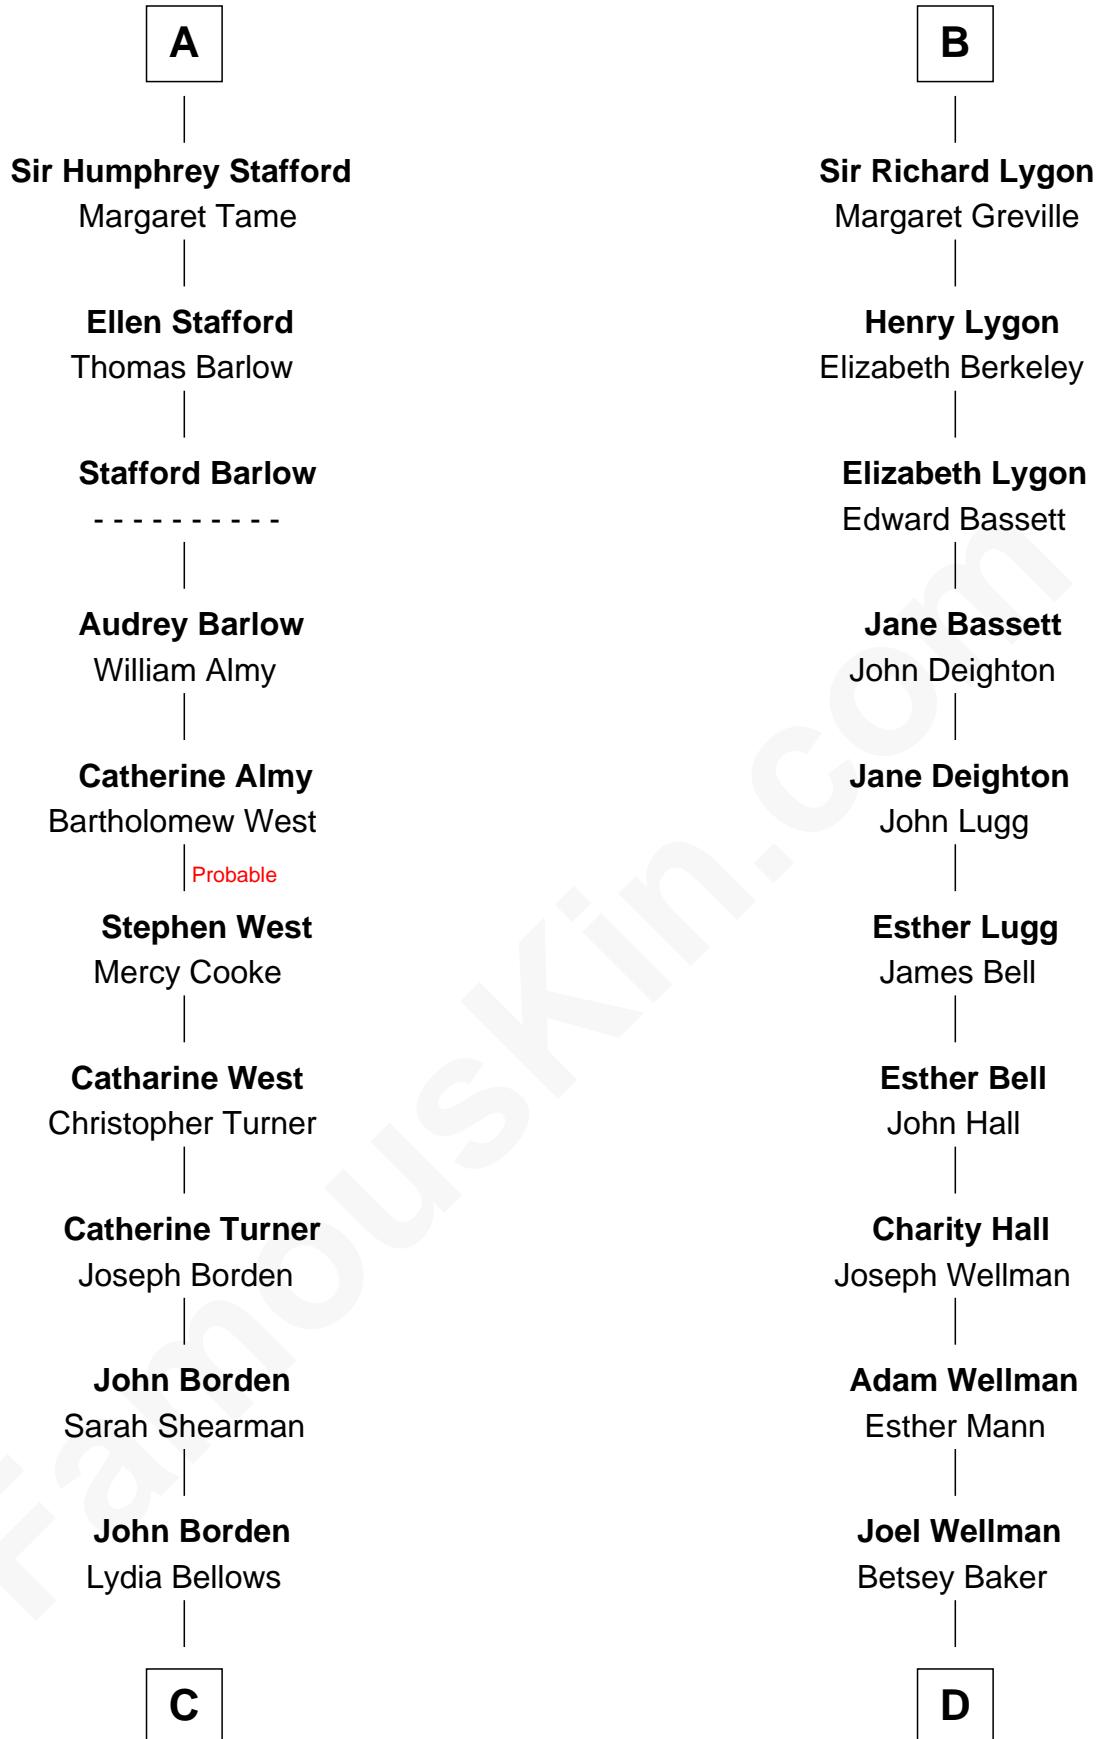 A
B
Sir Humphrey Stafford
Margaret Tame
Sir Richard Lygon
Margaret Greville
Ellen Stafford
Thomas Barlow
Henry Lygon
Elizabeth Berkeley
Stafford Barlow
- - - - - - - - - -
Elizabeth Lygon
Edward Bassett
Audrey Barlow
William Almy
Jane Bassett
John Deighton
Catherine Almy
Bartholomew West
Jane Deighton
John Lugg
Probable
Stephen West
Mercy Cooke
Esther Lugg
James Bell
Catharine West
Christopher Turner
Esther Bell
John Hall
Catherine Turner
Joseph Borden
Charity Hall
Joseph Wellman
John Borden
Sarah Shearman
Adam Wellman
Esther Mann
John Borden
Lydia Bellows
Joel Wellman
Betsey Baker
C
D
FamousKin.com